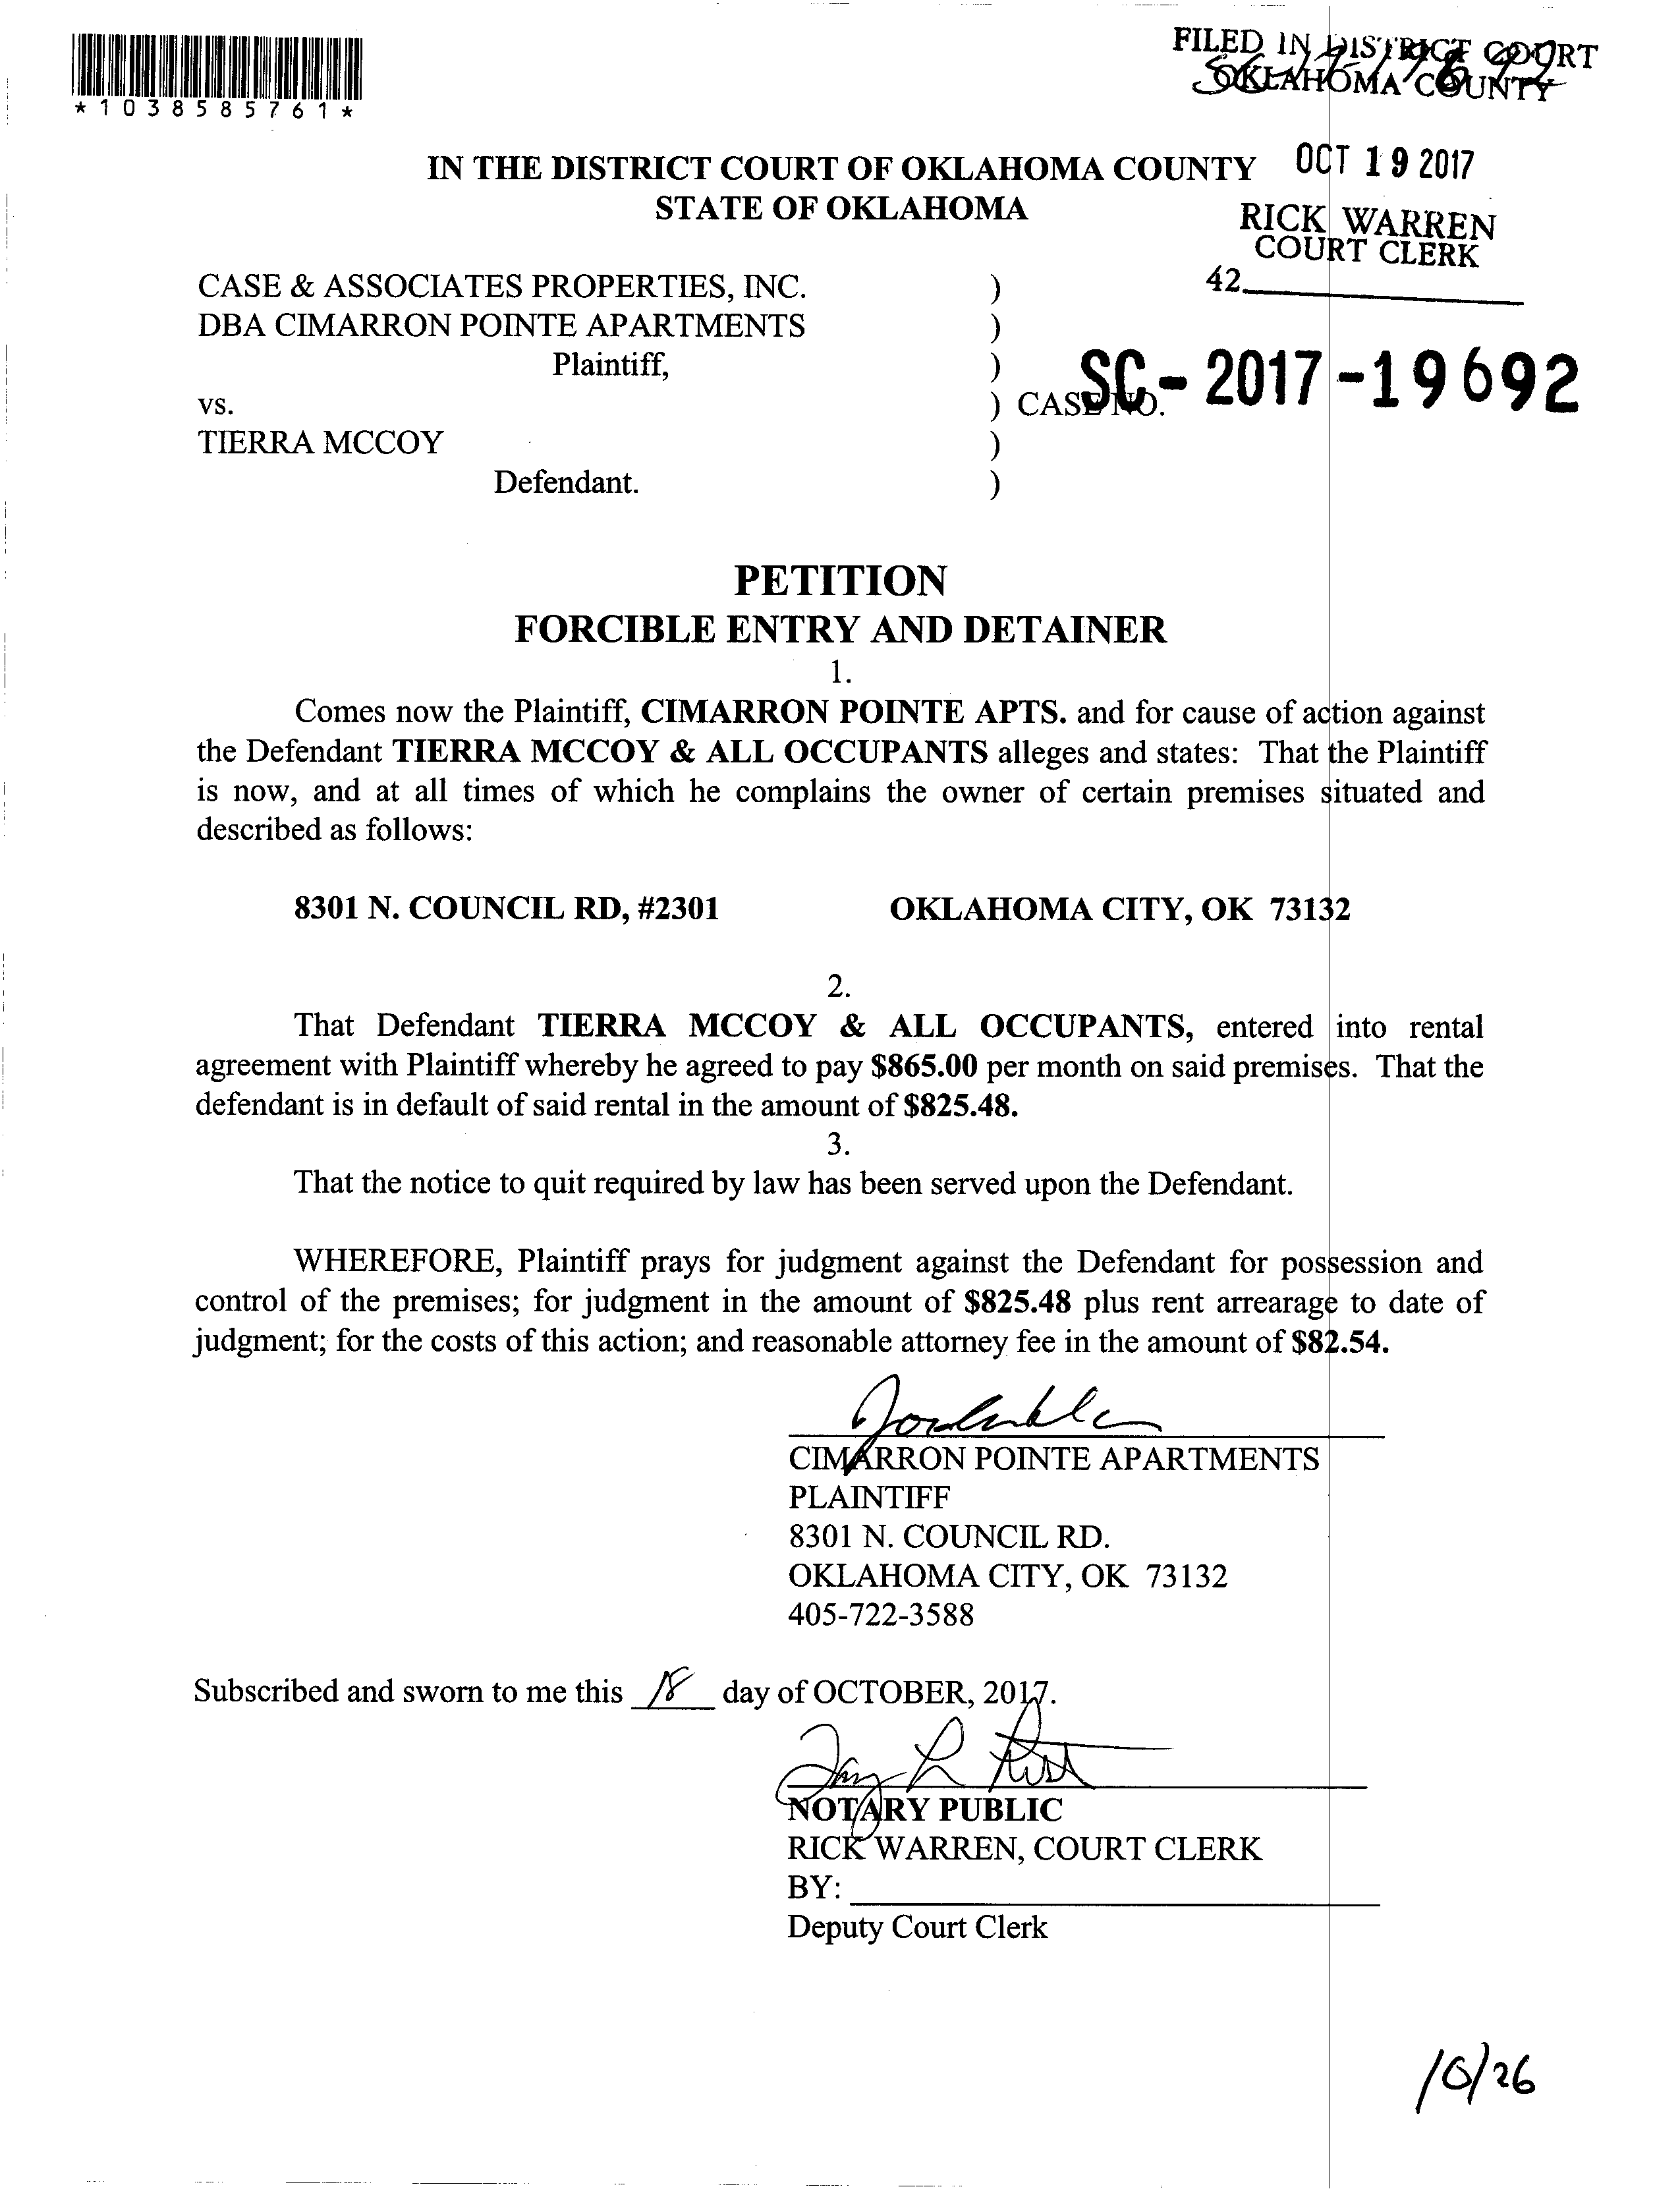 *1038585761*
FILED IN DISTRICT COURT
OKLAHOMA COUNTY
IN THE DISTRICT COURT OF OKLAHOMA COUNTY
OCT 19 2017
STATE OF OKLAHOMA
RICK WARREN
COURT CLERK
42
CASE & ASSOCIATES PROPERTIES, INC. )
DBA CIMARRON POINTE APARTMENTS )
Plaintiff, )
vs. ) CASE NO. SC-2017-19692
TIERRA MCCOY )
Defendant. )
PETITION
FORCIBLE ENTRY AND DETAINER
1.
Comes now the Plaintiff, CIMARRON POINTE APTS. and for cause of action against
the Defendant TIERRA MCCOY & ALL OCCUPANTS alleges and states: That the Plaintiff
is now, and at all times of which he complains the owner of certain premises situated and
described as follows:
8301 N. COUNCIL RD, #2301 OKLAHOMA CITY, OK 73132
2.
That Defendant TIERRA MCCOY & ALL OCCUPANTS, entered into rental
agreement with Plaintiff whereby he agreed to pay $865.00 per month on said premises. That the
defendant is in default of said rental in the amount of $825.48.
3.
That the notice to quit required by law has been served upon the Defendant.
WHEREFORE, Plaintiff prays for judgment against the Defendant for possession and
control of the premises; for judgment in the amount of $825.48 plus rent arrearage to date of
judgment; for the costs of this action; and reasonable attorney fee in the amount of $82.54.
CIMARRON POINTE APARTMENTS
PLAINTIFF
8301 N. COUNCIL RD.
OKLAHOMA CITY, OK 73132
405-722-3588
Subscribed and sworn to me this 18 day of OCTOBER, 2017.
NOTARY PUBLIC
RICK WARREN, COURT CLERK
BY:
Deputy Court Clerk
10/26